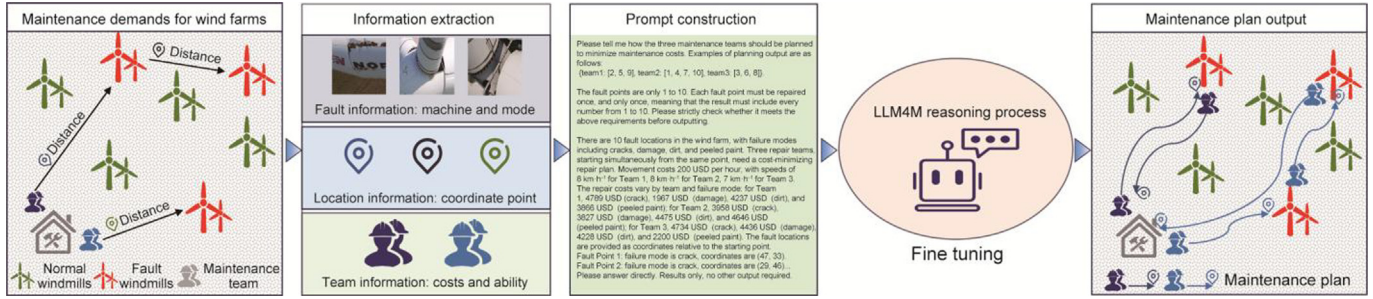 Maintenance demands for wind farms
Distance
Distance
Distance
Normal windmills
Fault windmills
Maintenance team
Information extraction
NOR
Fault information: machine and mode
Location information: coordinate point
Team information: costs and ability
Prompt construction
Please tell me how the three maintenance teams should be planned
to minimize maintenance costs. Examples of planning output are as
follows:
{team1: [2, 5, 9], team2: [1, 4, 7, 10], team3: [3, 6, 8]}.
The fault points are only 1 to 10. Each fault point must be repaired
once, and only once, meaning that the result must include every
number from 1 to 10. Please strictly check whether it meets the
above requirements before outputting.
There are 10 fault locations in the wind farm, with failure modes
including cracks, damage, dirt, and peeled paint. Three repair teams,
starting simultaneously from the same point, need a cost-minimizing
repair plan. Movement costs 200 USD per hour, with speeds of
8 km h⁻¹ for Team 1, 8 km h⁻¹ for Team 2, 7 km h⁻¹ for Team 3.
The repair costs vary by team and failure mode: for Team
1, 4789 USD (crack), 1967 USD (damage), 4237 USD (dirt), and
3866 USD (peeled paint); for Team 2, 3958 USD (crack),
3827 USD (damage), 4475 USD (dirt), and 4646 USD
(peeled paint); for Team 3, 4734 USD (crack), 4436 USD (damage),
4228 USD (dirt), and 2200 USD (peeled paint). The fault locations
are provided as coordinates relative to the starting point.
Fault Point 1: failure mode is crack, coordinates are (47, 33).
Fault Point 2: failure mode is crack, coordinates are (29, 46)...
Please answer directly. Results only, no other output required.
LLM4M reasoning process
Fine tuning
Maintenance plan output
Maintenance plan